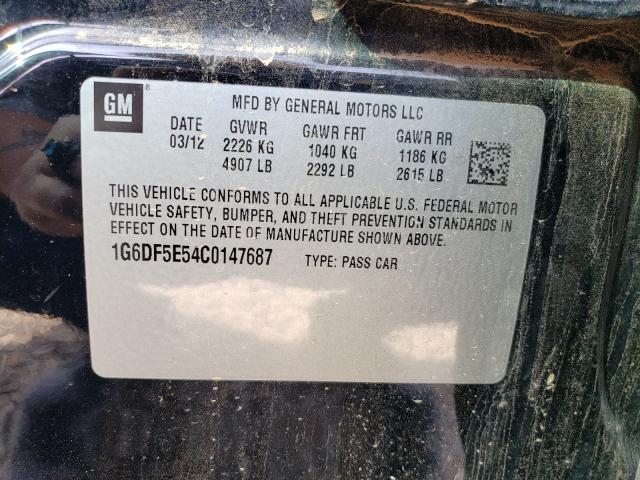 GM ®
MFD BY GENERAL MOTORS LLC
DATE GVWR GAWR FRT GAWR RR
03/12 2226 KG 1040 KG 1186 KG
4907 LB 2292 LB 2615 LB
THIS VEHICLE CONFORMS TO ALL APPLICABLE U.S. FEDERAL MOTOR
VEHICLE SAFETY, BUMPER, AND THEFT PREVENTION STANDARDS IN
EFFECT ON THE DATE OF MANUFACTURE SHOWN ABOVE.
1G6DF5E54C0147687 TYPE: PASS CAR